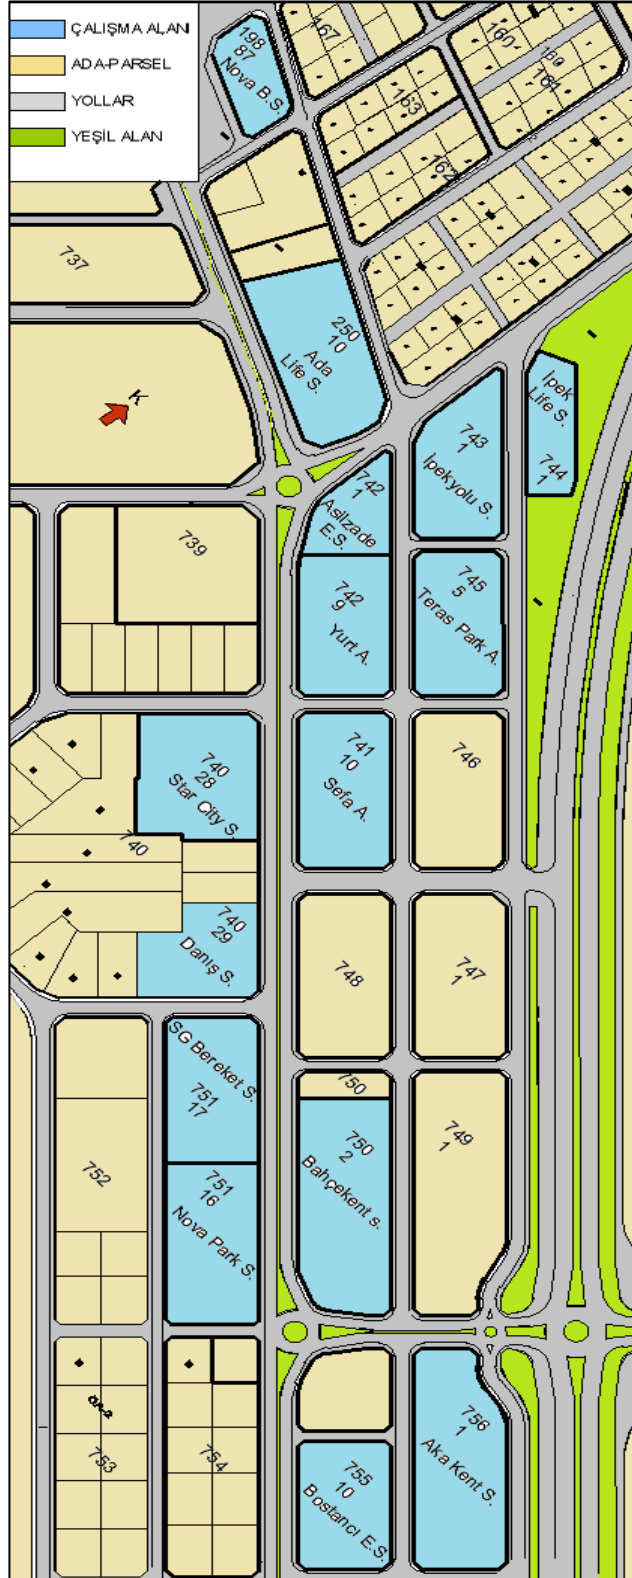 ÇALIŞMA ALANI
ADA-PARSEL
YOLLAR
YEŞİL ALAN
198
87
Nova B.S.
167
160
160
161
163
162
737
250
10
Ada
Life S.
K
İpek
Life S.
744
1
743
1
İpekyolu S.
742
1
Aslızade
E.S.
739
742
9
Yurt A.
745
5
Teras Park A.
740
28
Star City S.
741
10
Sefa A.
746
740
740
29
Danış S.
748
747
1
SG Bereket S.
751
17
750
750
2
Bahçekent s.
749
1
752
751
16
Nova Park S.
753
754
755
10
Bostancı E.S.
756
1
Aka Kent S.